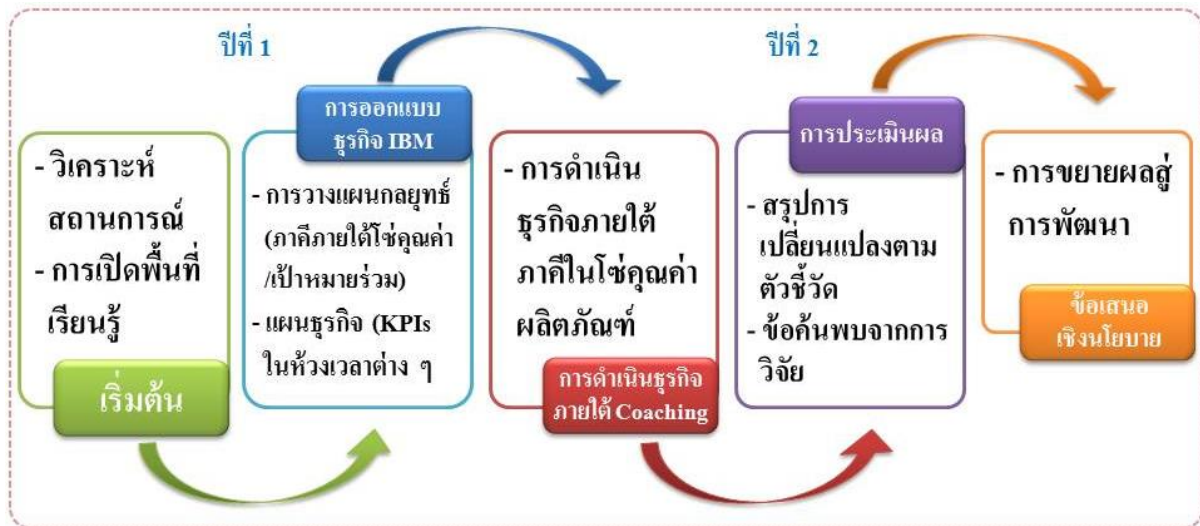 ปีที่ 1
ปีที่ 2
- วิเคราะห์
สถานการณ์
- การเปิดพื้นที่
เรียนรู้
เริ่มต้น
การออกแบบ
ธุรกิจ IBM
- การวางแผนกลยุทธ์
(ภาคีภายใต้โซ่คุณค่า
/เป้าหมายร่วม)
- แผนธุรกิจ (KPIs
ในห้วงเวลาต่าง ๆ
- การดำเนิน
ธุรกิจภายใต้
ภาคีในโซ่คุณค่า
ผลิตภัณฑ์
การดำเนินธุรกิจ
ภายใต้ Coaching
การประเมินผล
- สรุปการ
เปลี่ยนแปลงตาม
ตัวชี้วัด
- ข้อค้นพบจากการ
วิจัย
- การขยายผลสู่
การพัฒนา
ข้อเสนอ
เชิงนโยบาย